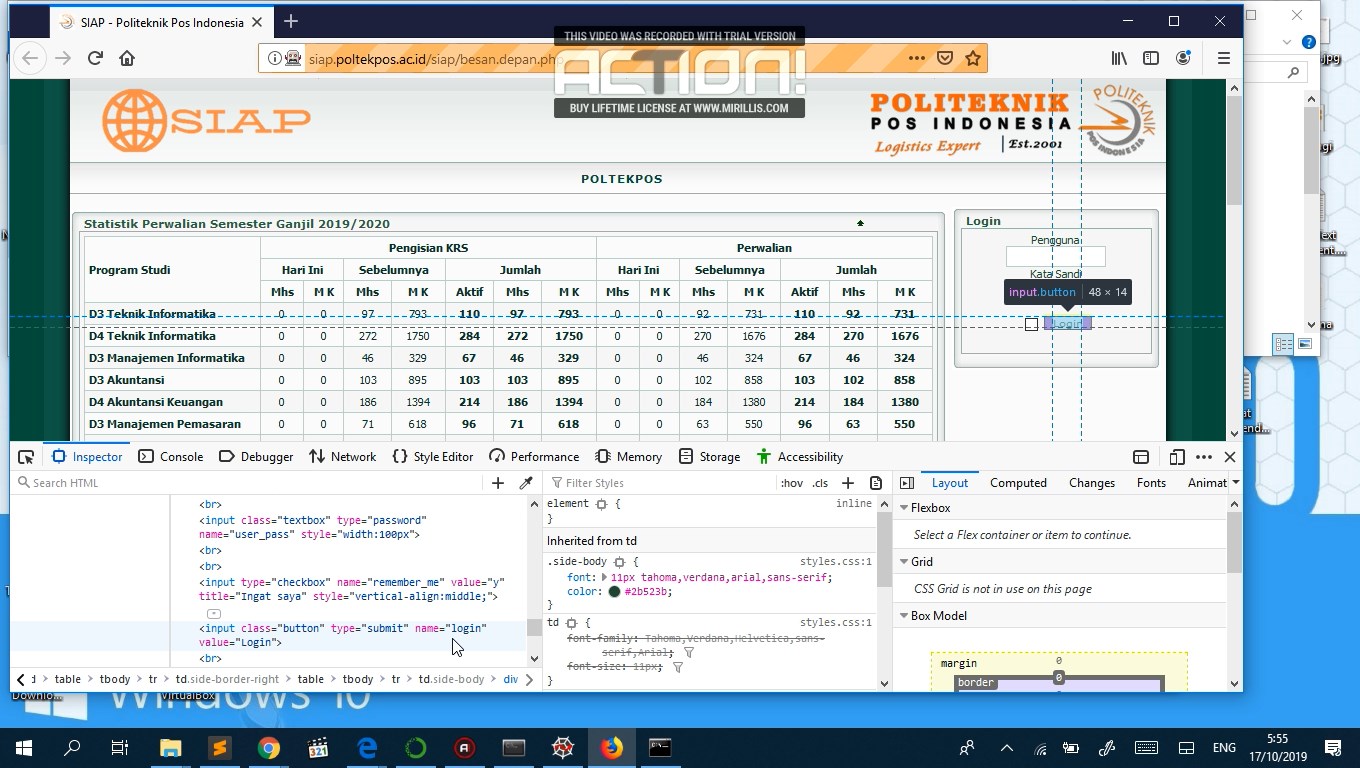 SIAP - Politeknik Pos Indonesia
THIS VIDEO WAS RECORDED WITH TRIAL VERSION
ACTION!
BUY LIFETIME LICENSE AT WWW.MIRILLIS.COM
siap.poltekpos.ac.id/siap/besan.depan.php
SIAP
POLITEKNIK
POS INDONESIA
Logistics Expert | Est.2001
POLITEKNIK
POS INDONESIA
POLTEKPOS
Statistik Perwalian Semester Ganjil 2019/2020
Program Studi Pengisian KRS Perwalian
Hari Ini Sebelumnya Jumlah Hari Ini Sebelumnya Jumlah
Mhs M K Mhs M K Aktif Mhs M K Mhs M K Mhs M K Aktif Mhs M K
D3 Teknik Informatika 0 0 97 793 110 97 793 0 0 92 731 110 92 731
D4 Teknik Informatika 0 0 272 1750 284 272 1750 0 0 270 1676 284 270 1676
D3 Manajemen Informatika 0 0 46 329 67 46 329 0 0 46 324 67 46 324
D3 Akuntansi 0 0 103 895 103 103 895 0 0 102 858 103 102 858
D4 Akuntansi Keuangan 0 0 186 1394 214 186 1394 0 0 184 1380 214 184 1380
D3 Manajemen Pemasaran 0 0 71 618 96 71 618 0 0 63 550 96 63 550
Login
Pengguna
Kata Sandi
input.button | 48 × 14
Login
Inspector Console Debugger Network Style Editor Performance Memory Storage Accessibility
Search HTML
<br>
<input class="textbox" type="password"
name="user_pass" style="width:100px">
<br>
<br>
<input type="checkbox" name="remember_me" value="y"
title="Ingat saya" style="vertical-align:middle;">
<input class="button" type="submit" name="login"
value="Login">
<br>
table tbody tr td.side-border-right table tbody tr td.side-body div
Filter Styles :hov .cls
element { inline
}
Inherited from td
.side-body { styles.css:1
font: 11px tahoma,verdana,arial,sans-serif;
color: #2b523b;
}
td { styles.css:1
font-family: Tahoma,Verdana,Helvetica,sans-
serif,Arial;
font-size: 11px;
}
Layout Computed Changes Fonts Animat
Flexbox
Select a Flex container or item to continue.
Grid
CSS Grid is not in use on this page
Box Model
margin 0
border 0
Downlo...
VirtualBox
Windows 10
ENG
5:55
17/10/2019